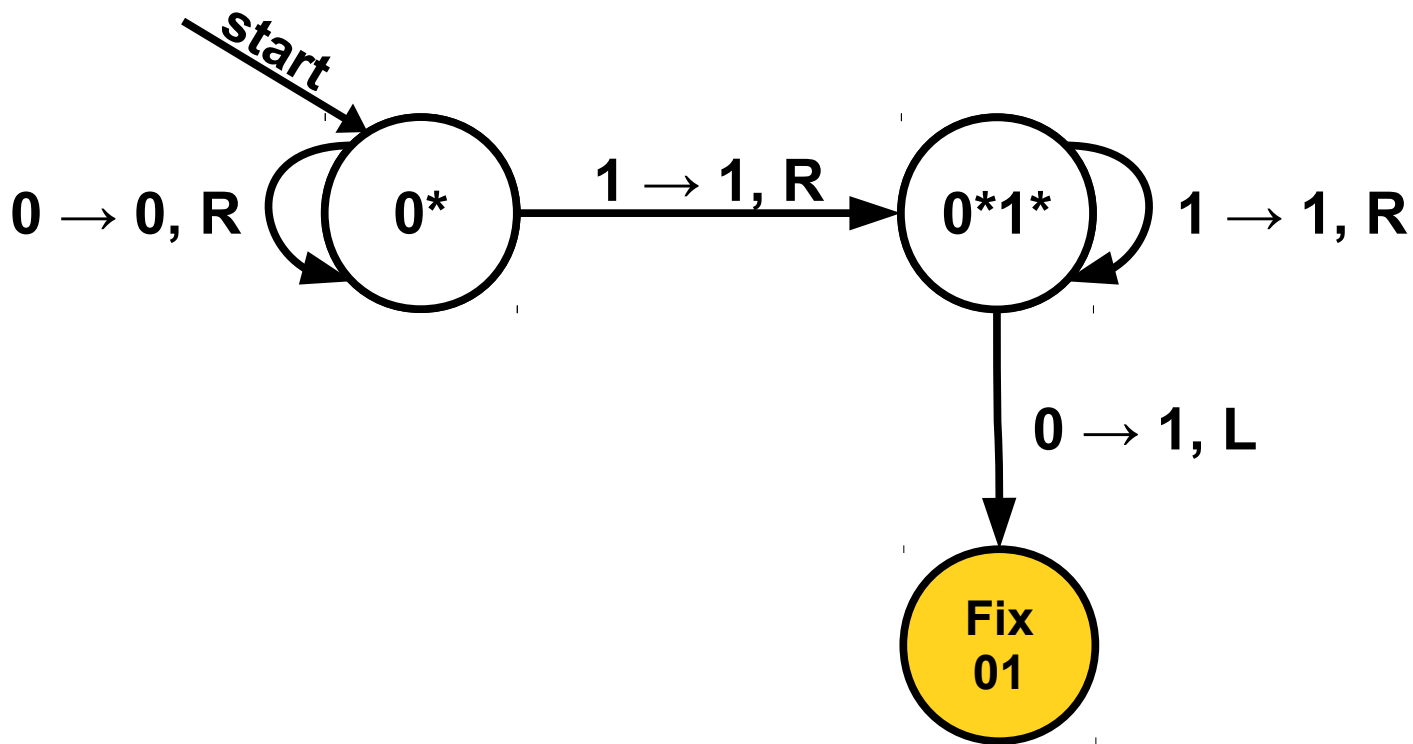 start
0 → 0, R
0*
1 → 1, R
0*1*
1 → 1, R
0 → 1, L
Fix
01